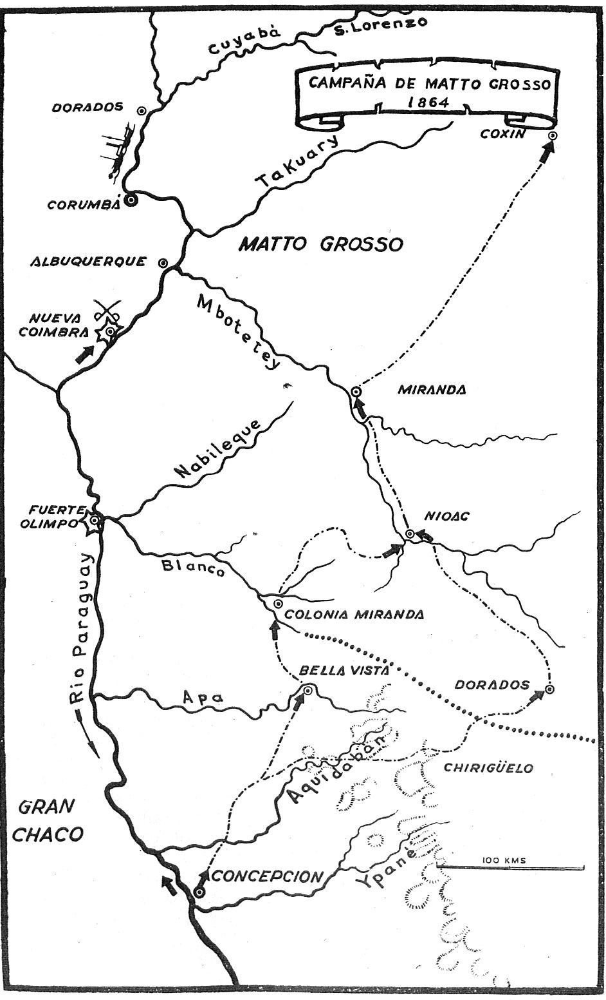 Cuyabá
S. Lorenzo
CAMPAÑA DE MATTO GROSSO
1864
DORADOS
COXIN
Takuary
CORUMBÁ
MATTO GROSSO
ALBUQUERQUE
Mbotetey
NUEVA
COIMBRA
MIRANDA
Nabileque
FUERTE
OLIMPO
NIOAC
Blanco
Rio Paraguay
COLONIA MIRANDA
BELLA VISTA
DORADOS
Apa
Aquidabán
CHIRIGÜELO
GRAN
CHACO
100 KMS
CONCEPCION
Ypané